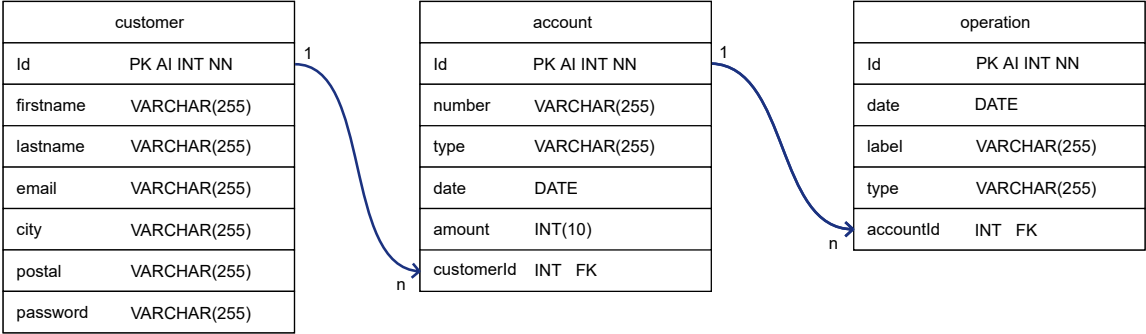 customer
Id PK AI INT NN
firstname VARCHAR(255)
lastname VARCHAR(255)
email VARCHAR(255)
city VARCHAR(255)
postal VARCHAR(255)
password VARCHAR(255)
1
n
account
Id PK AI INT NN
number VARCHAR(255)
type VARCHAR(255)
date DATE
amount INT(10)
customerId INT FK
1
n
operation
Id PK AI INT NN
date DATE
label VARCHAR(255)
type VARCHAR(255)
accountId INT FK